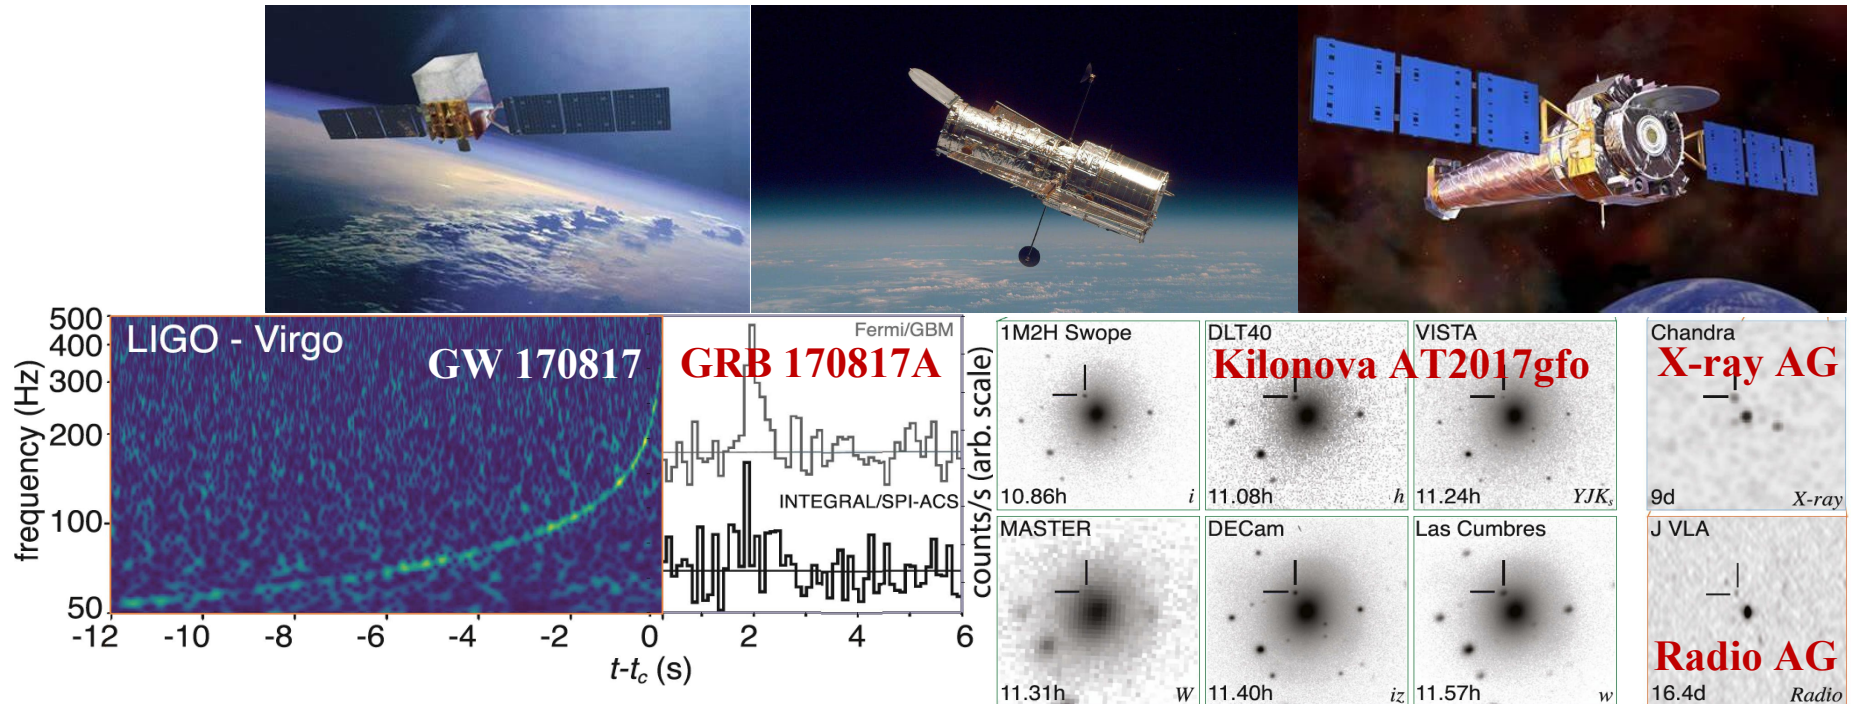 LIGO - Virgo
GW 170817
frequency (Hz)
500
400
300
200
100
50
-12 -10 -8 -6 -4 -2 0 2 4 6
t-tc (s)
Fermi/GBM
GRB 170817A
INTEGRAL/SPI-ACS
counts/s (arb. scale)
Kilonova AT2017gfo
1M2H Swope
10.86h i
DLT40
11.08h h
VISTA
11.24h YJKs
MASTER
11.31h W
DECam
11.40h iz
Las Cumbres
11.57h w
Chandra
X-ray AG
9d X-ray
J VLA
Radio AG
16.4d Radio